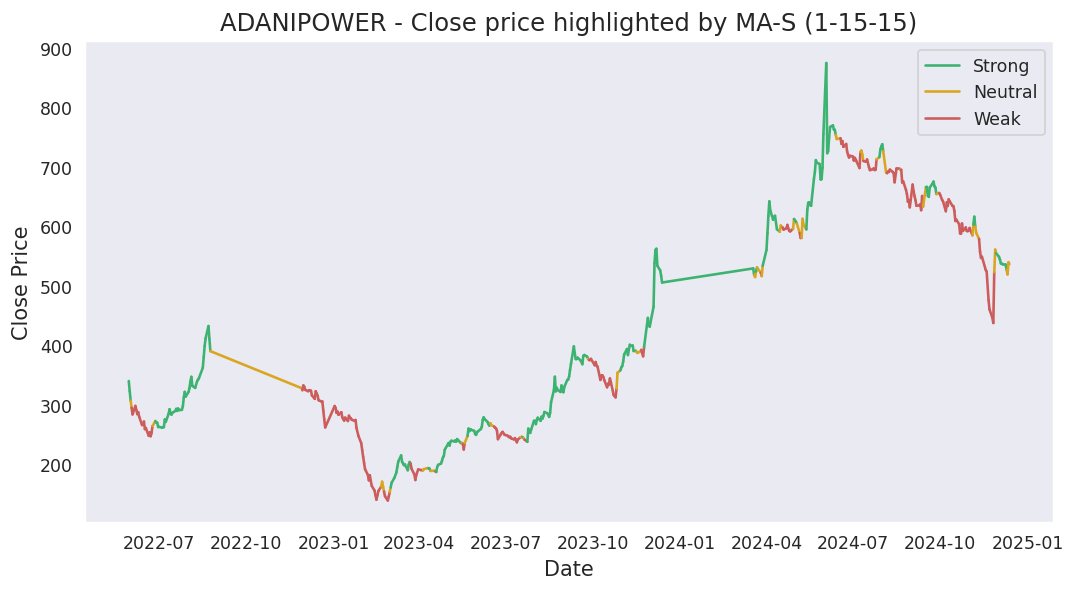 ADANIPOWER - Close price highlighted by MA-S (1-15-15)
Strong
Neutral
Weak
Close Price
900
800
700
600
500
400
300
200
2022-07 2022-10 2023-01 2023-04 2023-07 2023-10 2024-01 2024-04 2024-07 2024-10 2025-01
Date